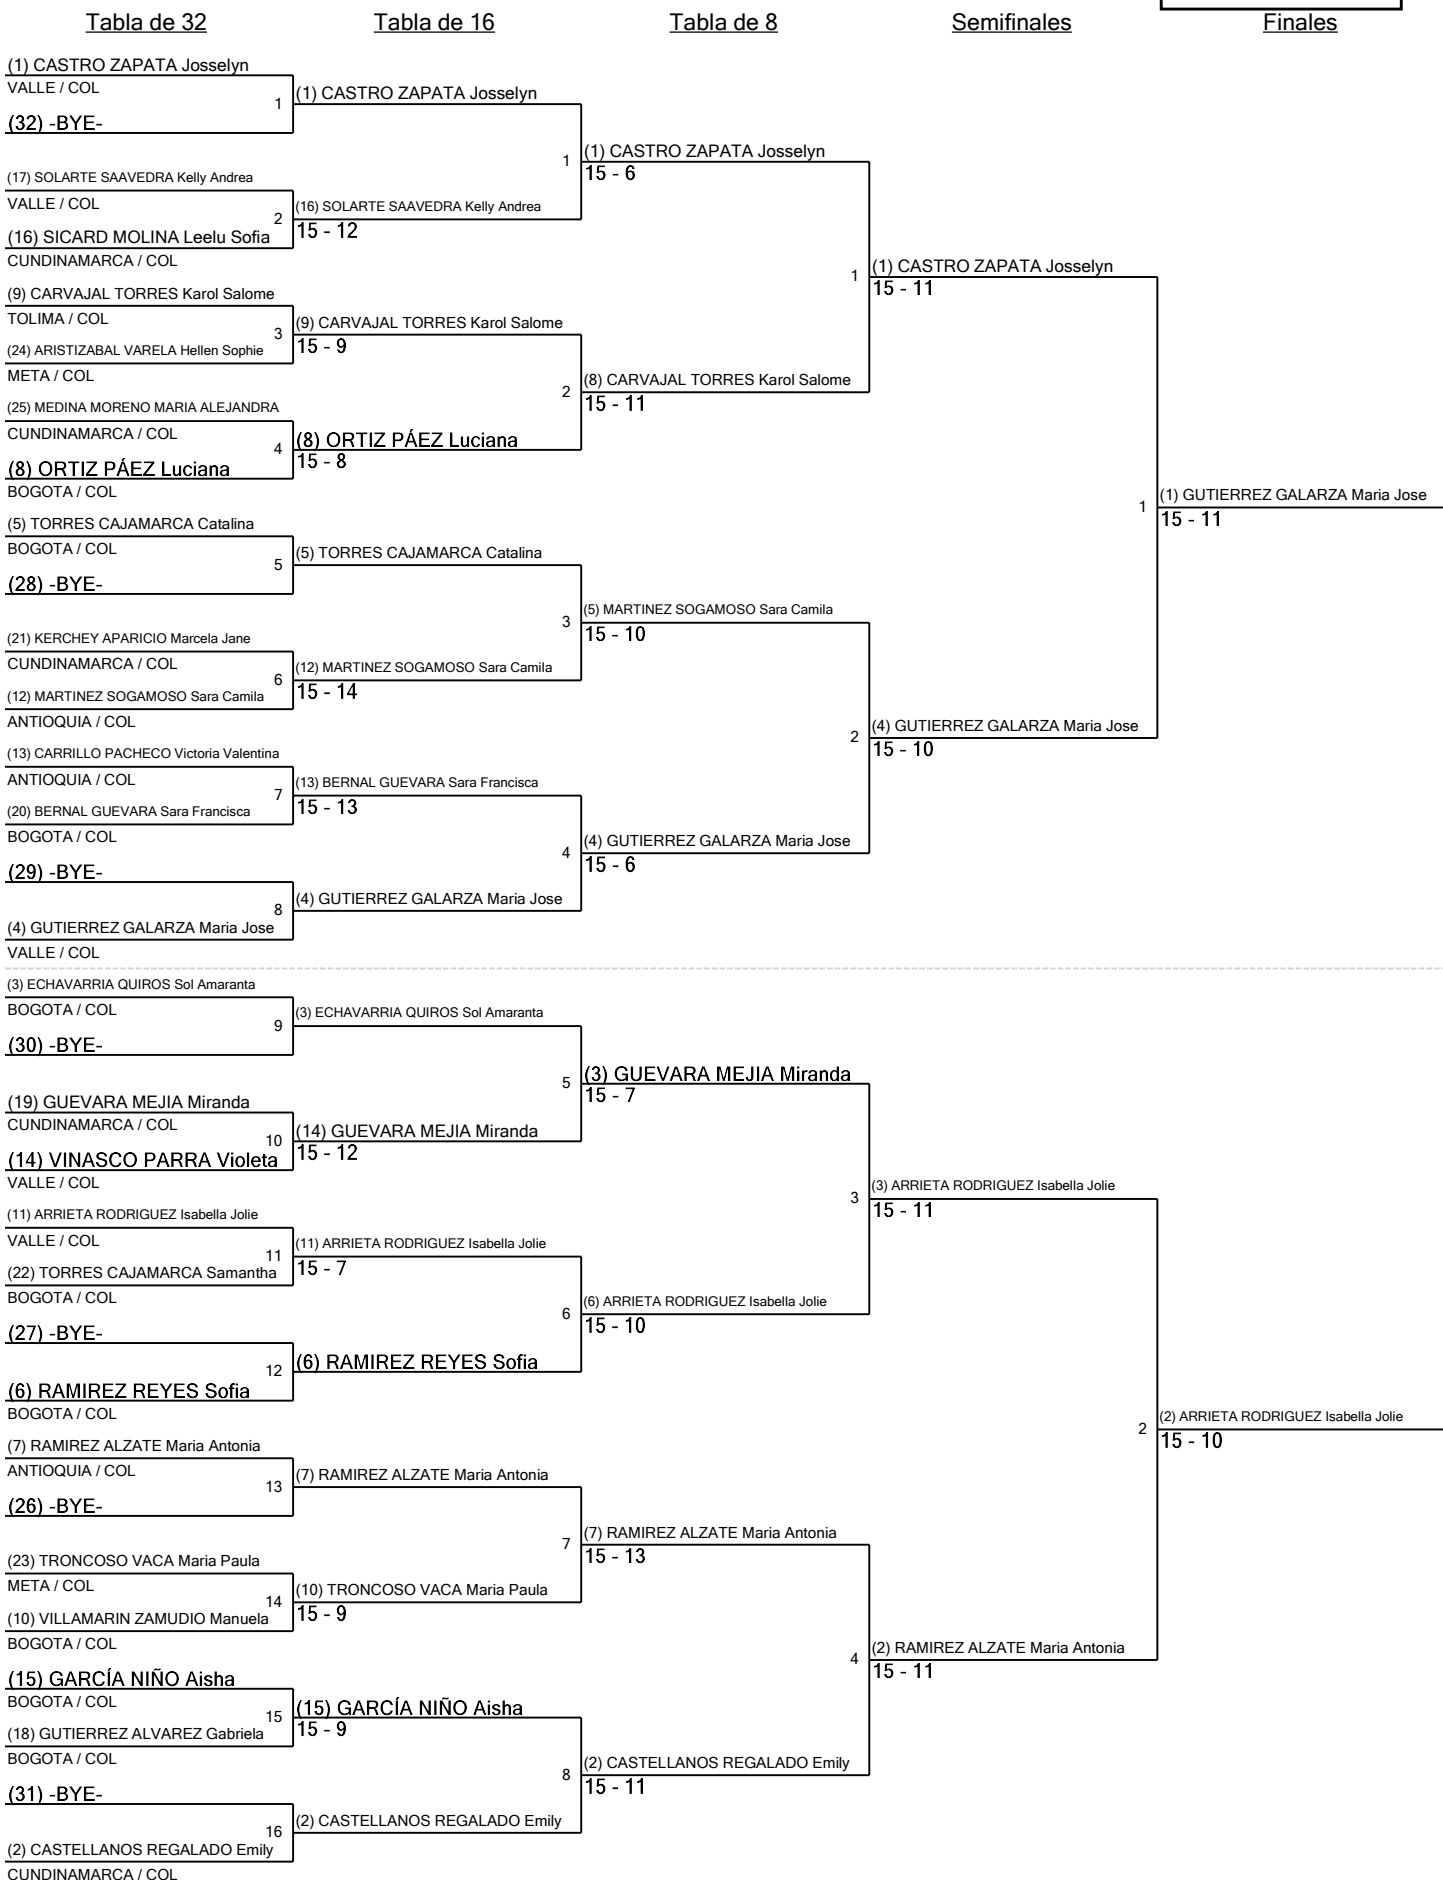 Tabla de 32
Tabla de 16
Tabla de 8
Semifinales
Finales
(1) CASTRO ZAPATA Josselyn
VALLE / COL
1
(32) -BYE-
(17) SOLARTE SAAVEDRA Kelly Andrea
VALLE / COL
2
(16) SICARD MOLINA Leelu Sofia
CUNDINAMARCA / COL
(9) CARVAJAL TORRES Karol Salome
TOLIMA / COL
3
(24) ARISTIZABAL VARELA Hellen Sophie
META / COL
(25) MEDINA MORENO MARIA ALEJANDRA
CUNDINAMARCA / COL
4
(8) ORTIZ PÁEZ Luciana
BOGOTA / COL
(5) TORRES CAJAMARCA Catalina
BOGOTA / COL
5
(28) -BYE-
(21) KERCHEY APARICIO Marcela Jane
CUNDINAMARCA / COL
6
(12) MARTINEZ SOGAMOSO Sara Camila
ANTIOQUIA / COL
(13) CARRILLO PACHECO Victoria Valentina
ANTIOQUIA / COL
7
(20) BERNAL GUEVARA Sara Francisca
BOGOTA / COL
(29) -BYE-
8
(4) GUTIERREZ GALARZA Maria Jose
VALLE / COL
(3) ECHAVARRIA QUIROS Sol Amaranta
BOGOTA / COL
9
(30) -BYE-
(19) GUEVARA MEJIA Miranda
CUNDINAMARCA / COL
10
(14) VINASCO PARRA Violeta
VALLE / COL
(11) ARRIETA RODRIGUEZ Isabella Jolie
VALLE / COL
11
(22) TORRES CAJAMARCA Samantha
BOGOTA / COL
(27) -BYE-
12
(6) RAMIREZ REYES Sofia
BOGOTA / COL
(7) RAMIREZ ALZATE Maria Antonia
ANTIOQUIA / COL
13
(26) -BYE-
(23) TRONCOSO VACA Maria Paula
META / COL
14
(10) VILLAMARIN ZAMUDIO Manuela
BOGOTA / COL
(15) GARCÍA NIÑO Aisha
BOGOTA / COL
15
(18) GUTIERREZ ALVAREZ Gabriela
BOGOTA / COL
(31) -BYE-
16
(2) CASTELLANOS REGALADO Emily
CUNDINAMARCA / COL
(1) CASTRO ZAPATA Josselyn
1
(16) SOLARTE SAAVEDRA Kelly Andrea
15 - 12
(9) CARVAJAL TORRES Karol Salome
15 - 9
2
(8) ORTIZ PÁEZ Luciana
15 - 8
(5) TORRES CAJAMARCA Catalina
3
(12) MARTINEZ SOGAMOSO Sara Camila
15 - 14
(13) BERNAL GUEVARA Sara Francisca
15 - 13
4
(4) GUTIERREZ GALARZA Maria Jose
(3) ECHAVARRIA QUIROS Sol Amaranta
5
(14) GUEVARA MEJIA Miranda
15 - 12
(11) ARRIETA RODRIGUEZ Isabella Jolie
15 - 7
6
(6) RAMIREZ REYES Sofia
(7) RAMIREZ ALZATE Maria Antonia
7
(10) TRONCOSO VACA Maria Paula
15 - 9
(15) GARCÍA NIÑO Aisha
15 - 9
8
(2) CASTELLANOS REGALADO Emily
(1) CASTRO ZAPATA Josselyn
15 - 6
1
(8) CARVAJAL TORRES Karol Salome
15 - 11
(5) MARTINEZ SOGAMOSO Sara Camila
15 - 10
2
(4) GUTIERREZ GALARZA Maria Jose
15 - 6
(3) GUEVARA MEJIA Miranda
15 - 7
3
(6) ARRIETA RODRIGUEZ Isabella Jolie
15 - 10
(7) RAMIREZ ALZATE Maria Antonia
15 - 13
4
(2) CASTELLANOS REGALADO Emily
15 - 11
(1) CASTRO ZAPATA Josselyn
15 - 11
1
(4) GUTIERREZ GALARZA Maria Jose
15 - 10
(3) ARRIETA RODRIGUEZ Isabella Jolie
15 - 11
2
(2) RAMIREZ ALZATE Maria Antonia
15 - 11
(1) GUTIERREZ GALARZA Maria Jose
15 - 11
(2) ARRIETA RODRIGUEZ Isabella Jolie
15 - 10